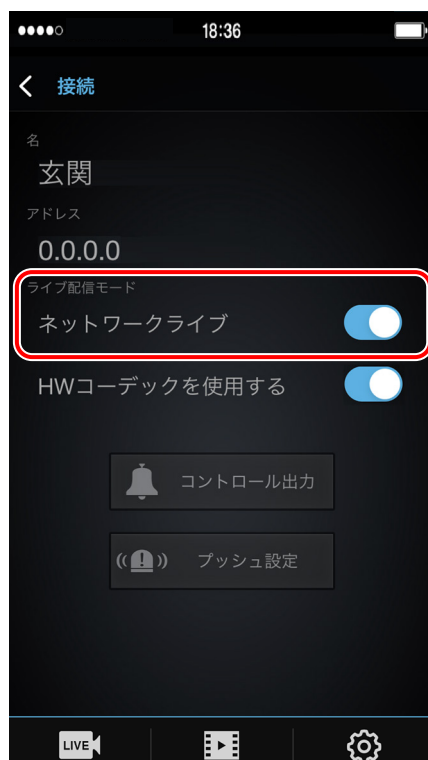 18:36
接続
名
玄関
アドレス
0.0.0.0
ライブ配信モード
ネットワークライブ
HWコーデックを使用する
コントロール出力
プッシュ設定
LIVE